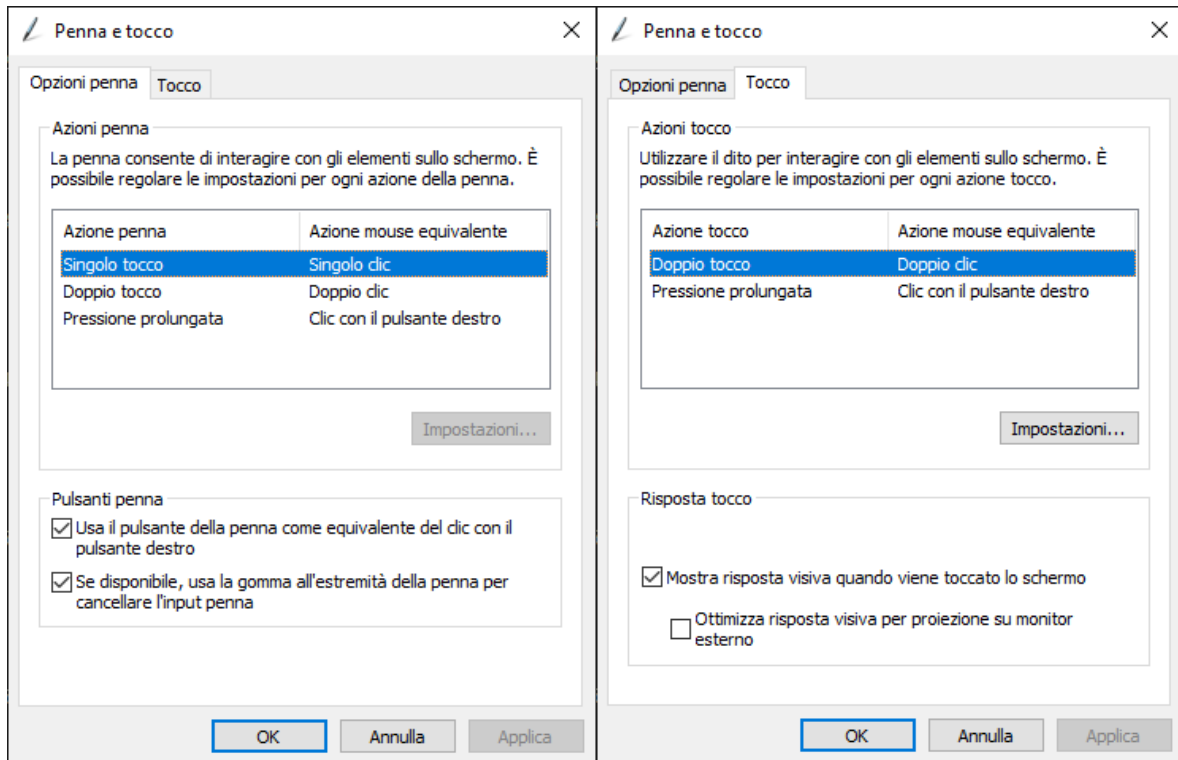 Penna e tocco
Opzioni penna Tocco
Azioni penna
La penna consente di interagire con gli elementi sullo schermo. È
possibile regolare le impostazioni per ogni azione della penna.
Azione penna Azione mouse equivalente
Singolo tocco Singolo clic
Doppio tocco Doppio clic
Pressione prolungata Clic con il pulsante destro
Impostazioni...
Pulsanti penna
Usa il pulsante della penna come equivalente del clic con il
pulsante destro
Se disponibile, usa la gomma all'estremità della penna per
cancellare l'input penna
OK Annulla Applica
Penna e tocco
Opzioni penna Tocco
Azioni tocco
Utilizzare il dito per interagire con gli elementi sullo schermo. È
possibile regolare le impostazioni per ogni azione tocco.
Azione tocco Azione mouse equivalente
Doppio tocco Doppio clic
Pressione prolungata Clic con il pulsante destro
Impostazioni...
Risposta tocco
Mostra risposta visiva quando viene toccato lo schermo
Ottimizza risposta visiva per proiezione su monitor
esterno
OK Annulla Applica